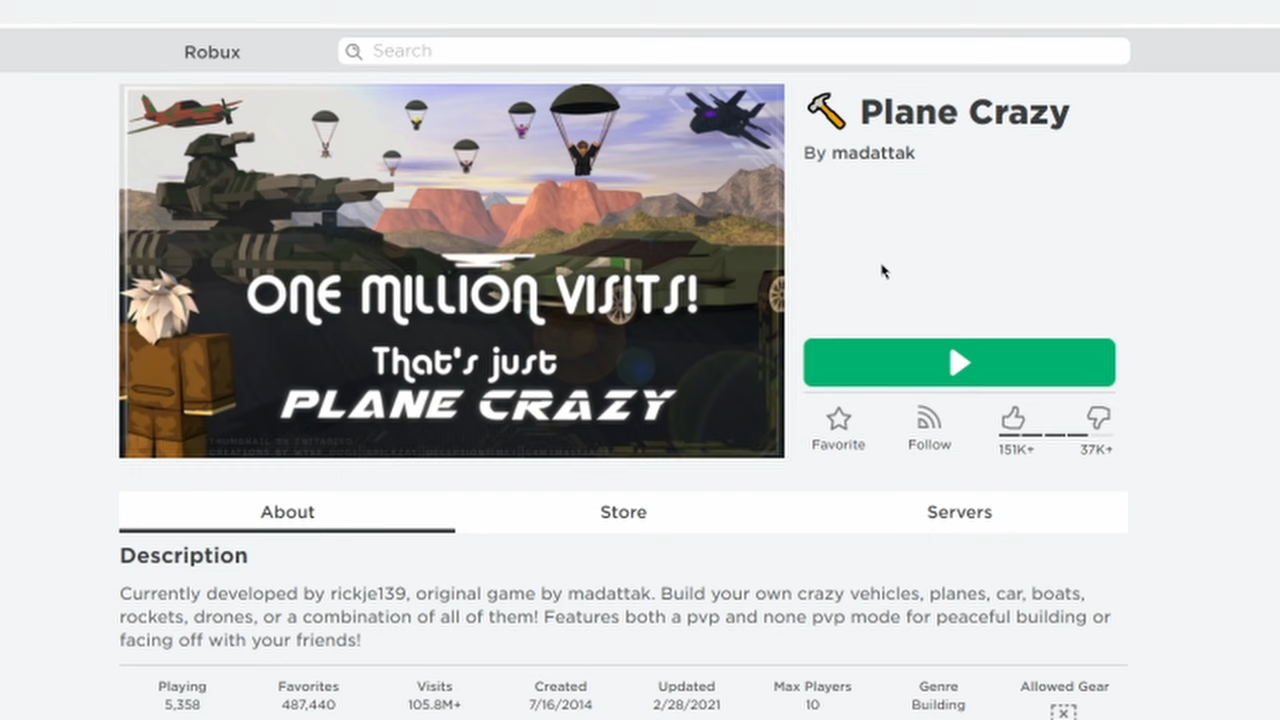 Robux
Search
ONE MILLION VISITS!
That's just
PLANE CRAZY
Plane Crazy
By madattak
Favorite
Follow
151K+
37K+
About
Store
Servers
Description
Currently developed by rickje139, original game by madattak. Build your own crazy vehicles, planes, car, boats,
rockets, drones, or a combination of all of them! Features both a pvp and none pvp mode for peaceful building or
facing off with your friends!
Playing
Favorites
Visits
Created
Updated
Max Players
Genre
Allowed Gear
5,358
487,440
105.8M+
7/16/2014
2/28/2021
10
Building